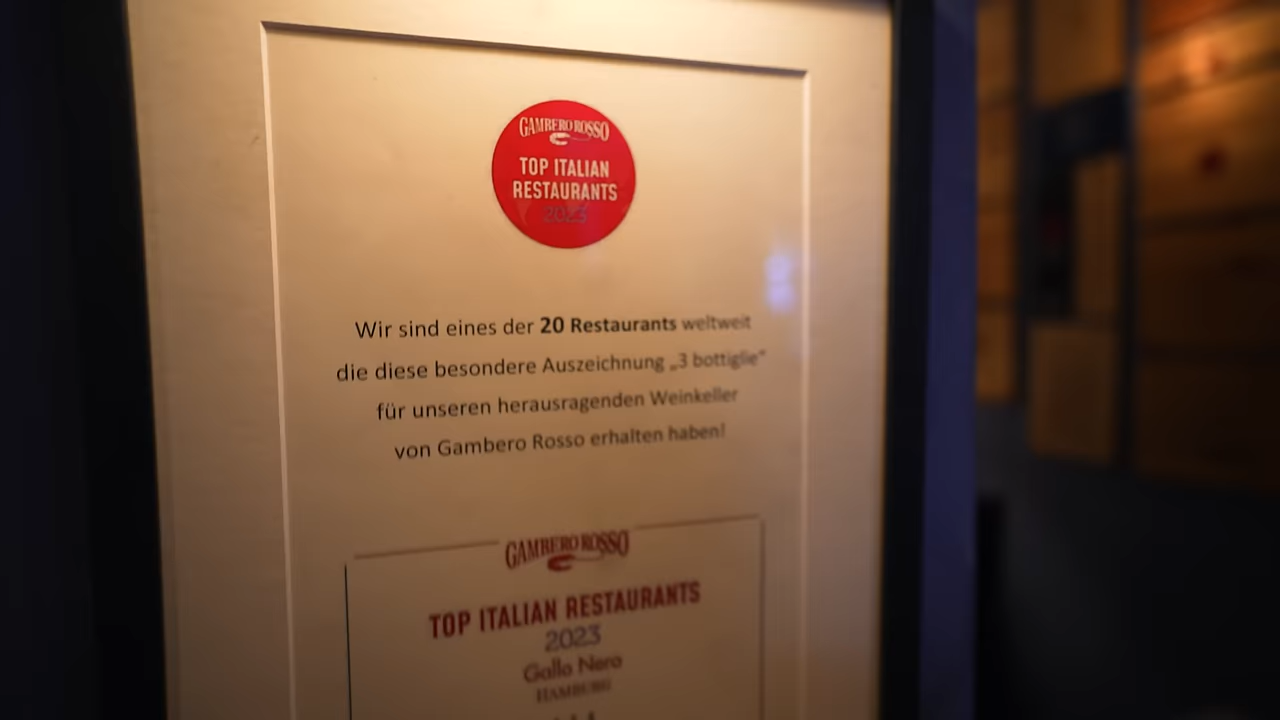 GAMBERO ROSSO
TOP ITALIAN
RESTAURANTS
2023
Wir sind eines der 20 Restaurants weltweit
die diese besondere Auszeichnung „3 bottiglie“
für unseren herausragenden Weinkeller
von Gambero Rosso erhalten haben!
GAMBERO ROSSO
TOP ITALIAN RESTAURANTS
2023
Gallo Nero
HAMBURG